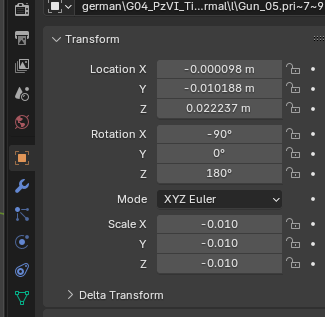 german\G04_PzVI_Ti...rmal\l\Gun_05.pri~7~9
Transform
Location X -0.000098 m
Y -0.010188 m
Z 0.022237 m
Rotation X -90°
Y 0°
Z 180°
Mode XYZ Euler
Scale X -0.010
Y -0.010
Z -0.010
Delta Transform